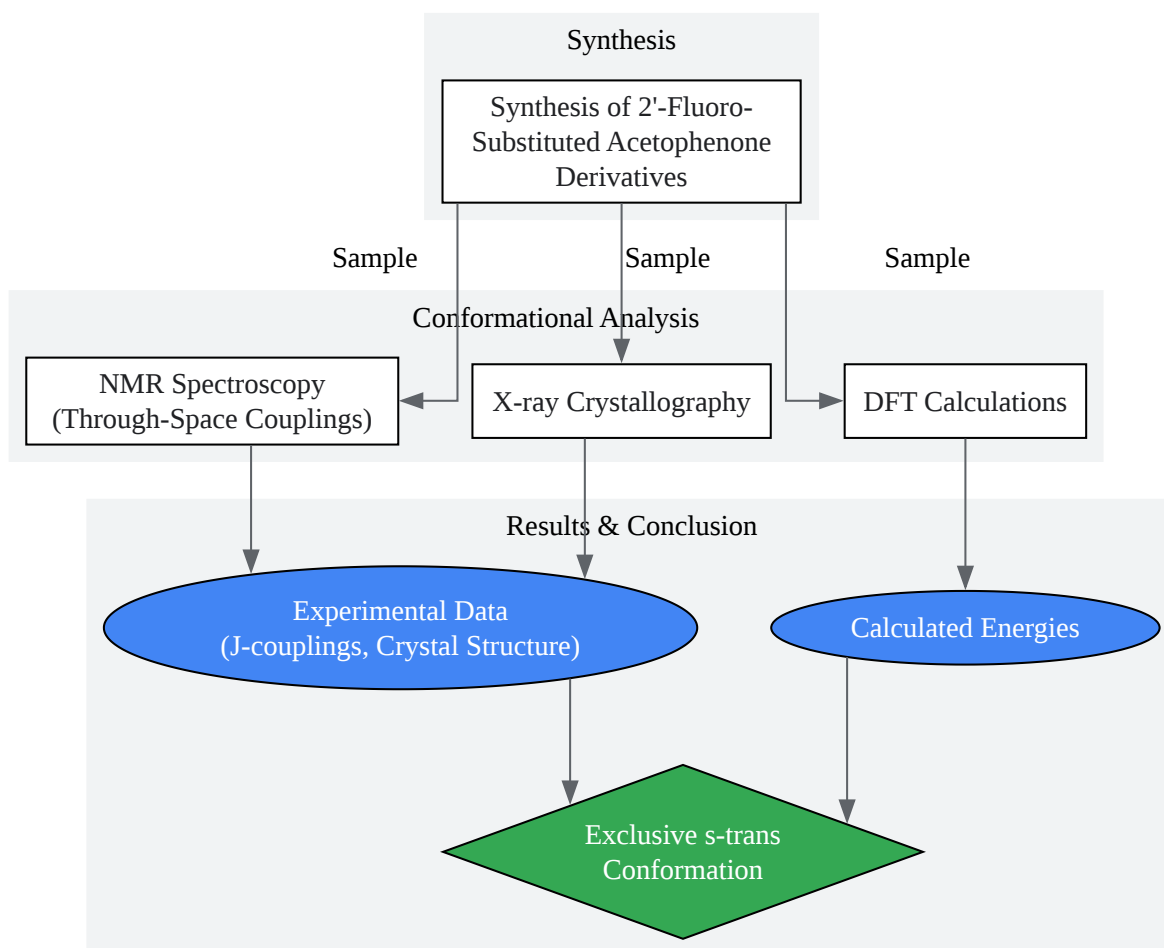 Synthesis
Synthesis of 2'-Fluoro-
Substituted Acetophenone
Derivatives
Sample
Sample
Sample
Conformational Analysis
NMR Spectroscopy
(Through-Space Couplings)
X-ray Crystallography
DFT Calculations
Results & Conclusion
Experimental Data
(J-couplings, Crystal Structure)
Calculated Energies
Exclusive s-trans
Conformation